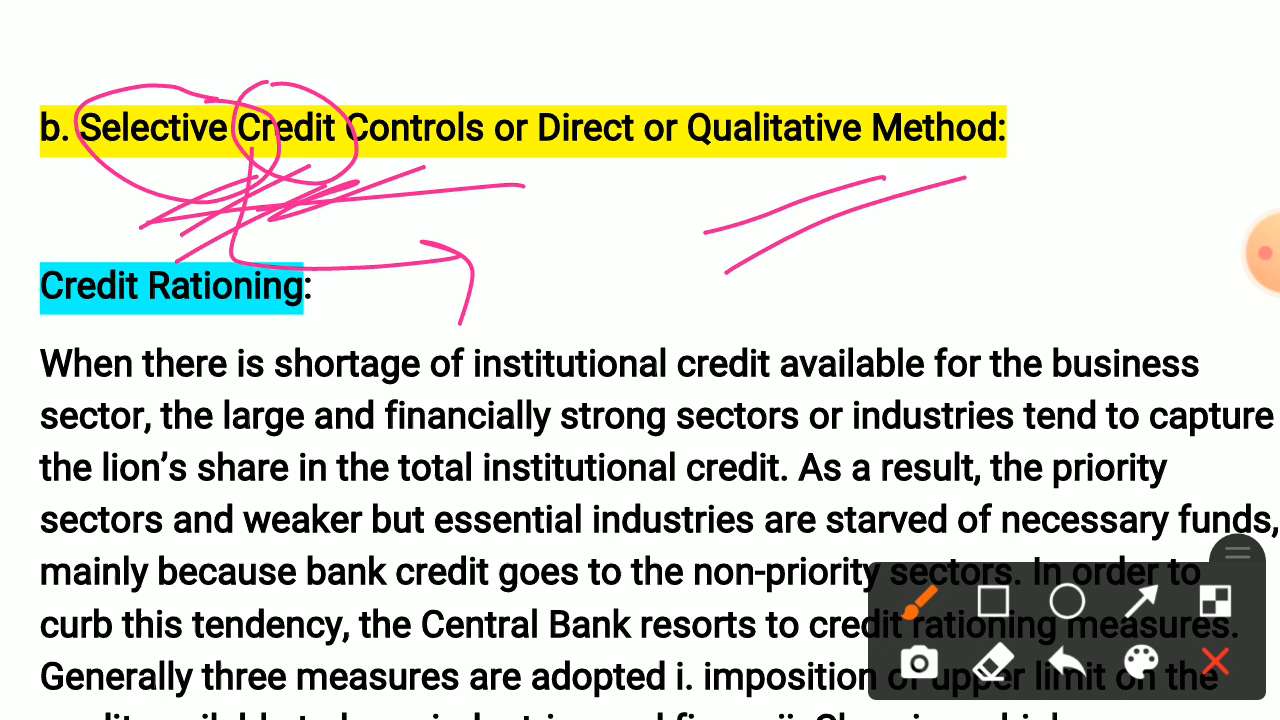 b. Selective Credit Controls or Direct or Qualitative Method:
Credit Rationing:
When there is shortage of institutional credit available for the business
sector, the large and financially strong sectors or industries tend to capture
the lion’s share in the total institutional credit. As a result, the priority
sectors and weaker but essential industries are starved of necessary funds,
mainly because bank credit goes to the non-priority sectors. In order to
curb this tendency, the Central Bank resorts to credit rationing measures.
Generally three measures are adopted i. imposition of upper limit on the